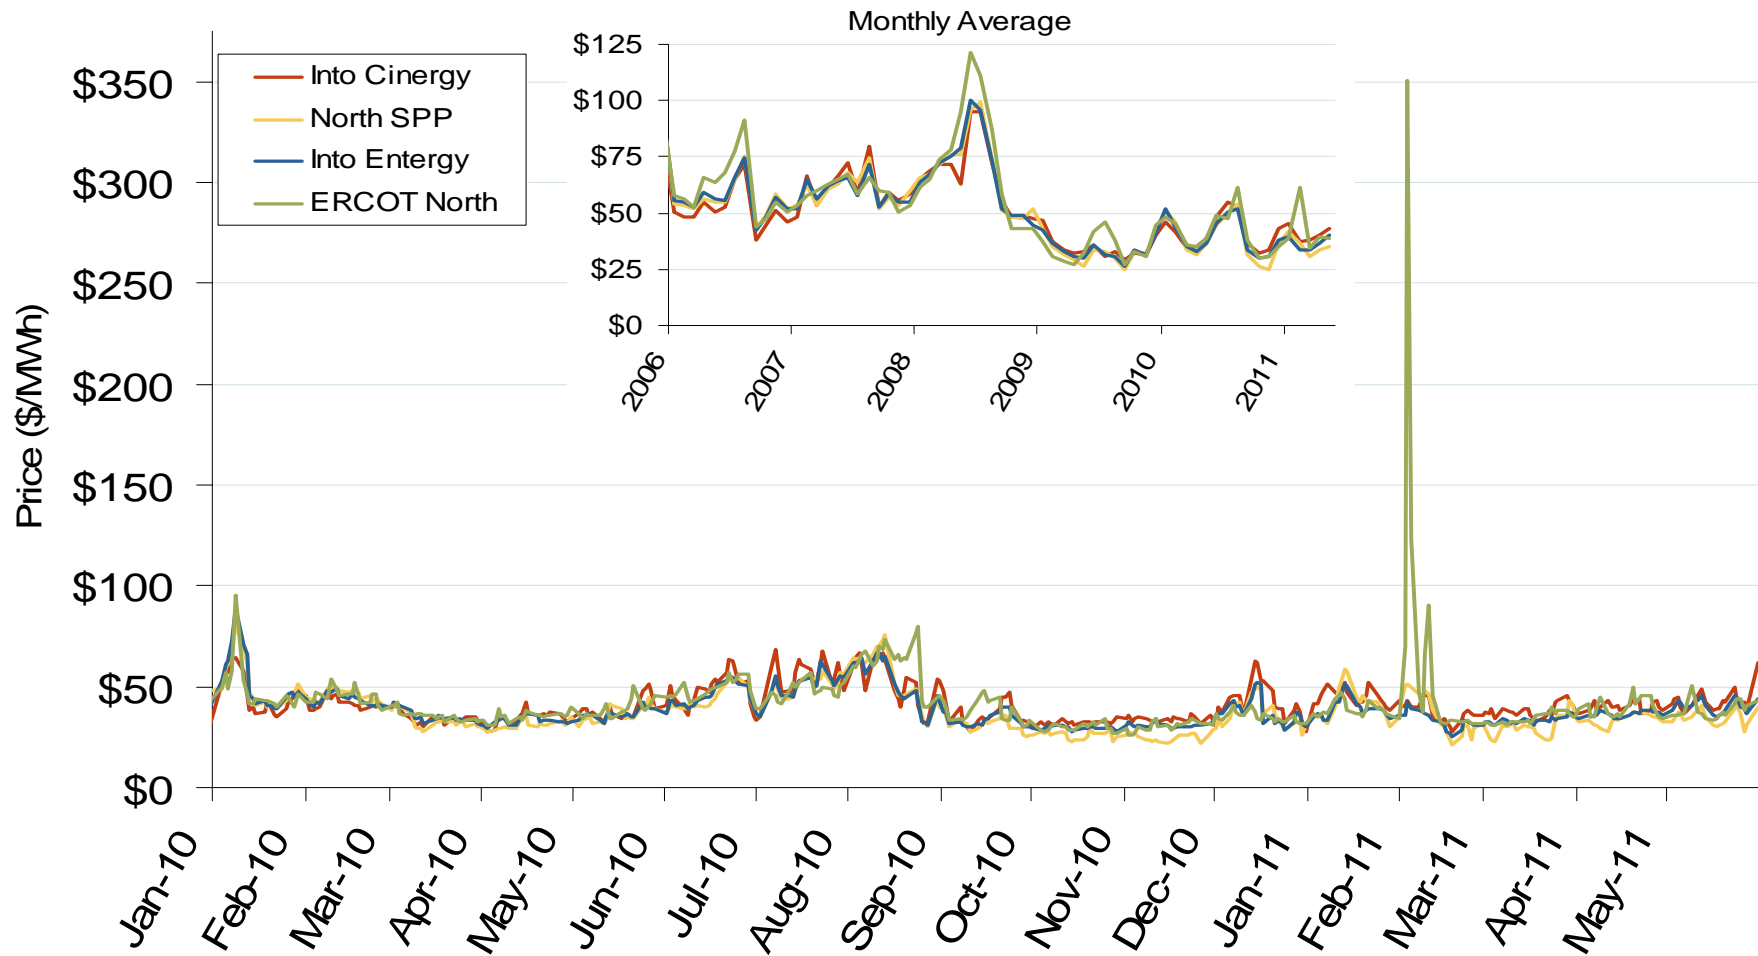 Monthly Average
$125
$100
$75
$50
$25
$0
2006
2007
2008
2009
2010
2011
Into Cinergy
North SPP
Into Entergy
ERCOT North
Price ($/MWh)
$350
$300
$250
$200
$150
$100
$50
$0
Jan-10
Feb-10
Mar-10
Apr-10
May-10
Jun-10
Jul-10
Aug-10
Sep-10
Oct-10
Nov-10
Dec-10
Jan-11
Feb-11
Mar-11
Apr-11
May-11